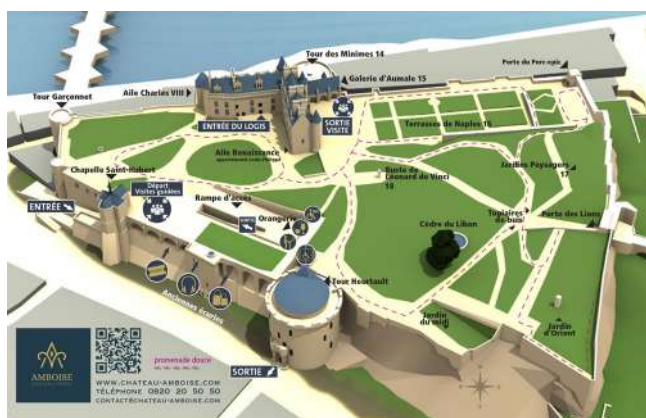 Tour des Minimes 14
Porte du Porc-épic
Galerie d'Aumale 15
Aile Charles VIII
Tour Garçonnet
ENTRÉE DU LOGIS
SORTIE
VISITE
Terrasses de Naples 16
Aile Renaissance
Chapelle Saint-Hubert
Départ
Visites guidées
Jardins Paysagers
17
Buste de
Léonard de Vinci
18
Rampe d'accès
ENTRÉE
Orangerie
Cèdre du Liban
Topiaires
de buis
Porte des Lions
Tour Heurtault
Anciennes écuries
Jardin
du midi
Jardin
d'Orient
SORTIE
AMBOISE
promenade douce
WWW.CHATEAU-AMBOISE.COM
TÉLÉPHONE 0820 20 50 50
CONTACT@CHATEAU-AMBOISE.COM